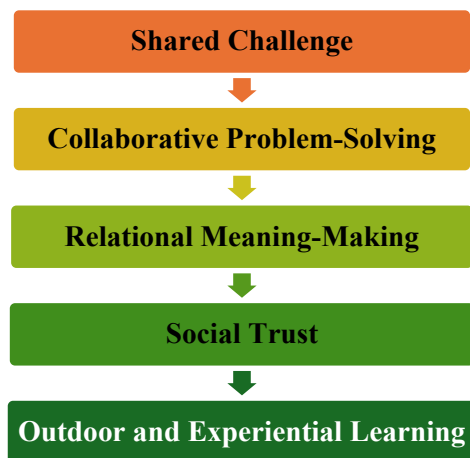 Shared Challenge
Collaborative Problem-Solving
Relational Meaning-Making
Social Trust
Outdoor and Experiential Learning